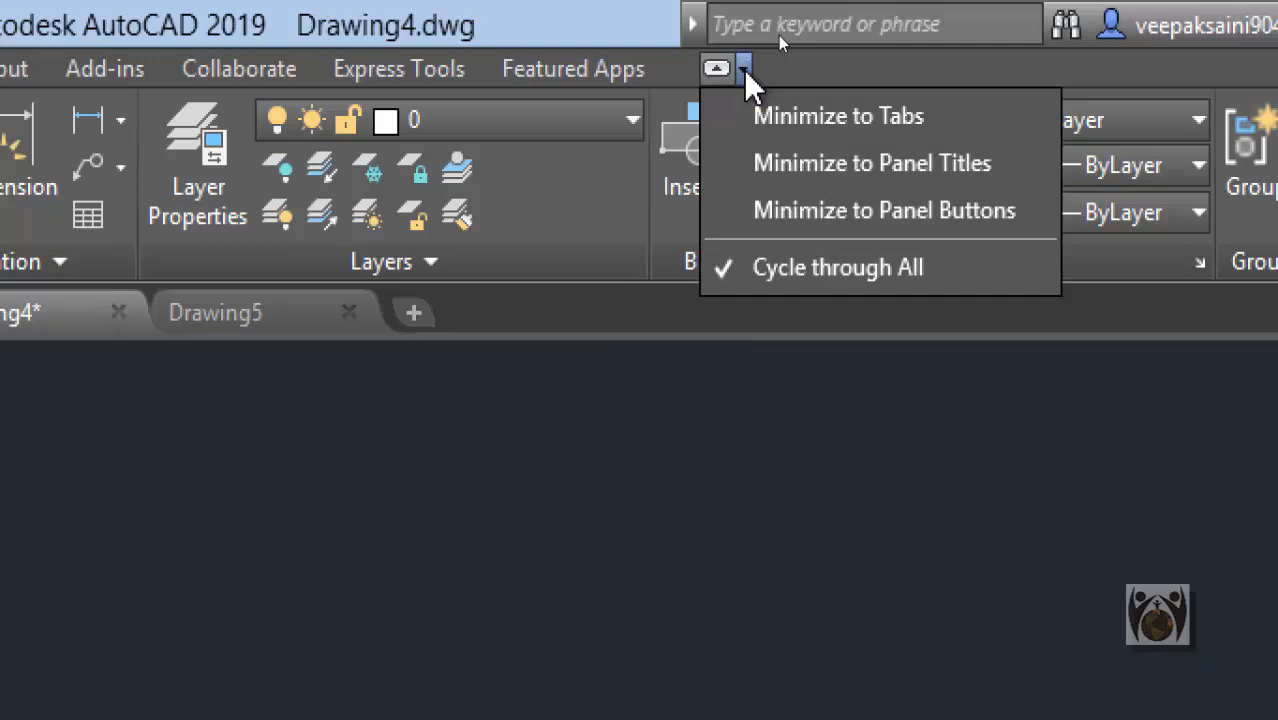 todesk AutoCAD 2019 Drawing4.dwg Type a keyword or phrase veepaksaini904
out Add-ins Collaborate Express Tools Featured Apps
Minimize to Tabs
Minimize to Panel Titles
Minimize to Panel Buttons
Cycle through All
0
ayer
ension
Layer
Properties
Inse
ByLayer
ByLayer
Grou
tion Layers B Grou
ng4* Drawing5